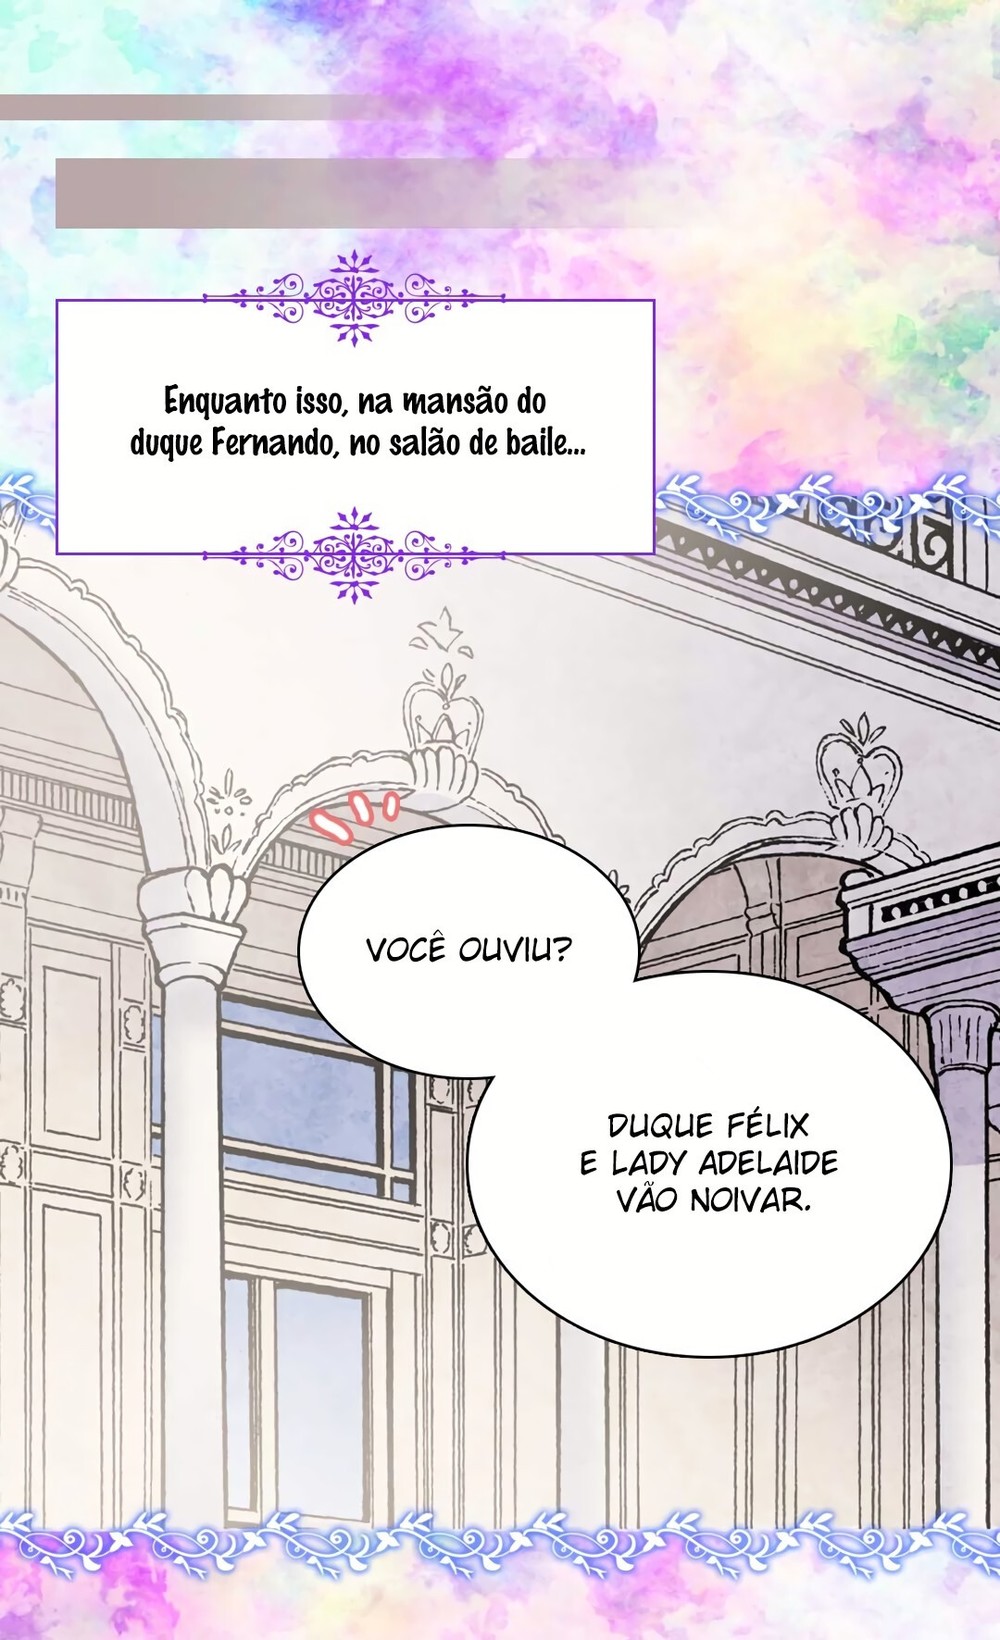 Enquanto isso, na mansão do
duque Fernando, no salão de baile...
VOCÊ OUVIU?
DUQUE FÉLIX
E LADY ADELAIDE
VÃO NOIVAR.